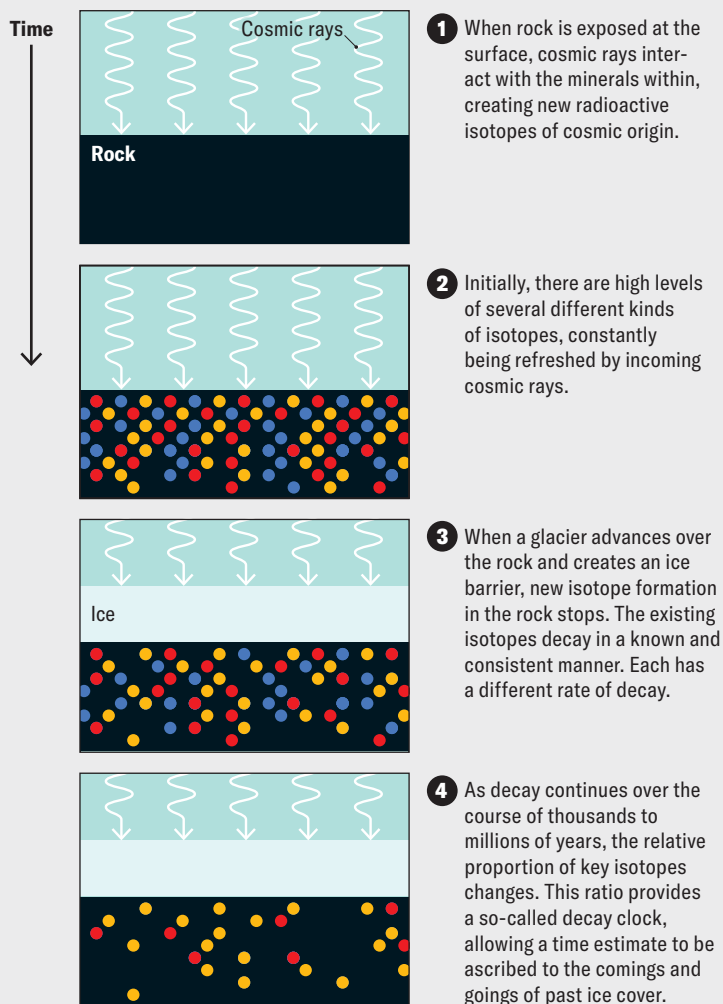 Time
Cosmic rays
Rock
1 When rock is exposed at the
surface, cosmic rays inter-
act with the minerals within,
creating new radioactive
isotopes of cosmic origin.
2 Initially, there are high levels
of several different kinds
of isotopes, constantly
being refreshed by incoming
cosmic rays.
Ice
3 When a glacier advances over
the rock and creates an ice
barrier, new isotope formation
in the rock stops. The existing
isotopes decay in a known and
consistent manner. Each has
a different rate of decay.
4 As decay continues over the
course of thousands to
millions of years, the relative
proportion of key isotopes
changes. This ratio provides
a so-called decay clock,
allowing a time estimate to be
ascribed to the comings and
goings of past ice cover.